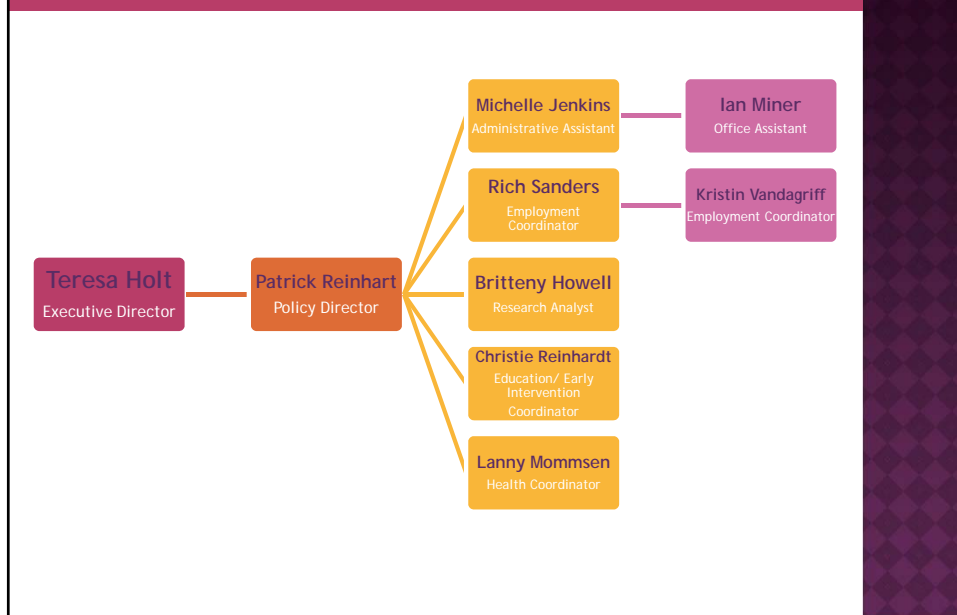 Teresa Holt
Executive Director
Patrick Reinhart
Policy Director
Michelle Jenkins
Administrative Assistant
Ian Miner
Office Assistant
Rich Sanders
Employment
Coordinator
Kristin Vandagriff
Employment Coordinator
Britteny Howell
Research Analyst
Christie Reinhardt
Education/ Early
Intervention
Coordinator
Lanny Mommsen
Health Coordinator